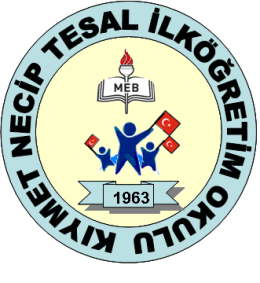 KIYMET NECİP TESAL İLKÖĞRETİM OKULU
MEB
1963